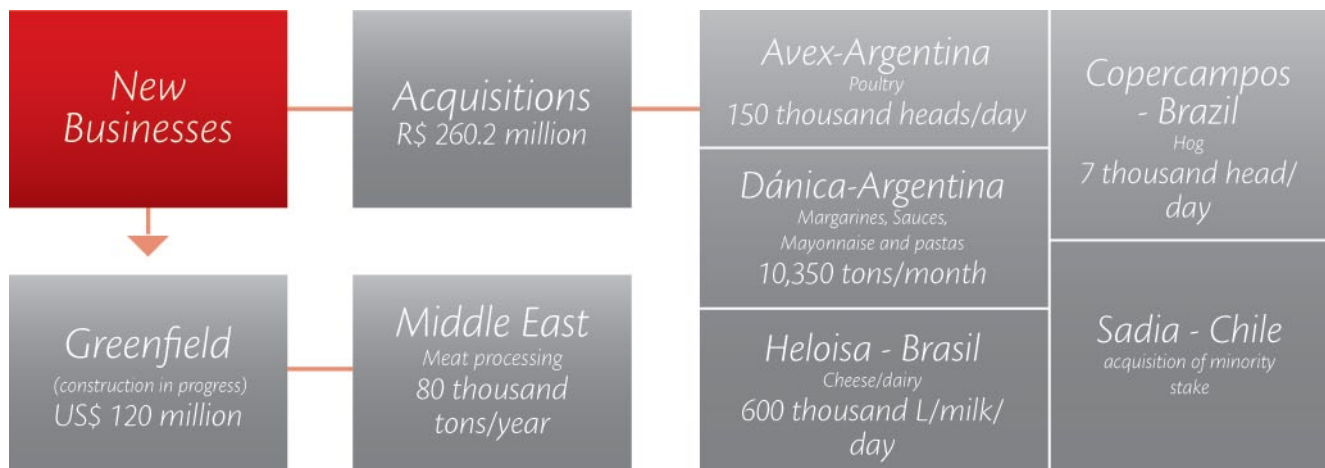 New
Businesses
Acquisitions
R$ 260.2 million
Avex-Argentina
Poultry
150 thousand heads/day
Copercampos
- Brazil
Hog
7 thousand head/
day
Dánica-Argentina
Margarines, Sauces,
Mayonnaise and pastas
10,350 tons/month
Greenfield
(construction in progress)
US$ 120 million
Middle East
Meat processing
80 thousand
tons/year
Heloisa - Brasil
Cheese/dairy
600 thousand L/milk/
day
Sadia - Chile
acquisition of minority
stake